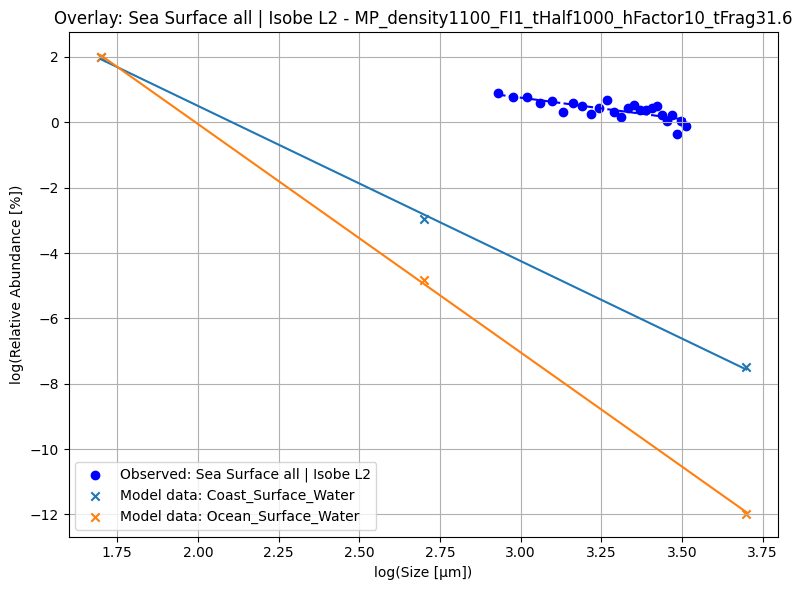 Overlay: Sea Surface all | Isobe L2 - MP_density1100_FI1_tHalf1000_hFactor10_tFrag31.6
log(Relative Abundance [%])
2
0
−2
−4
−6
−8
−10
−12
Observed: Sea Surface all | Isobe L2
Model data: Coast_Surface_Water
Model data: Ocean_Surface_Water
1.75
2.00
2.25
2.50
2.75
3.00
3.25
3.50
3.75
log(Size [μm])